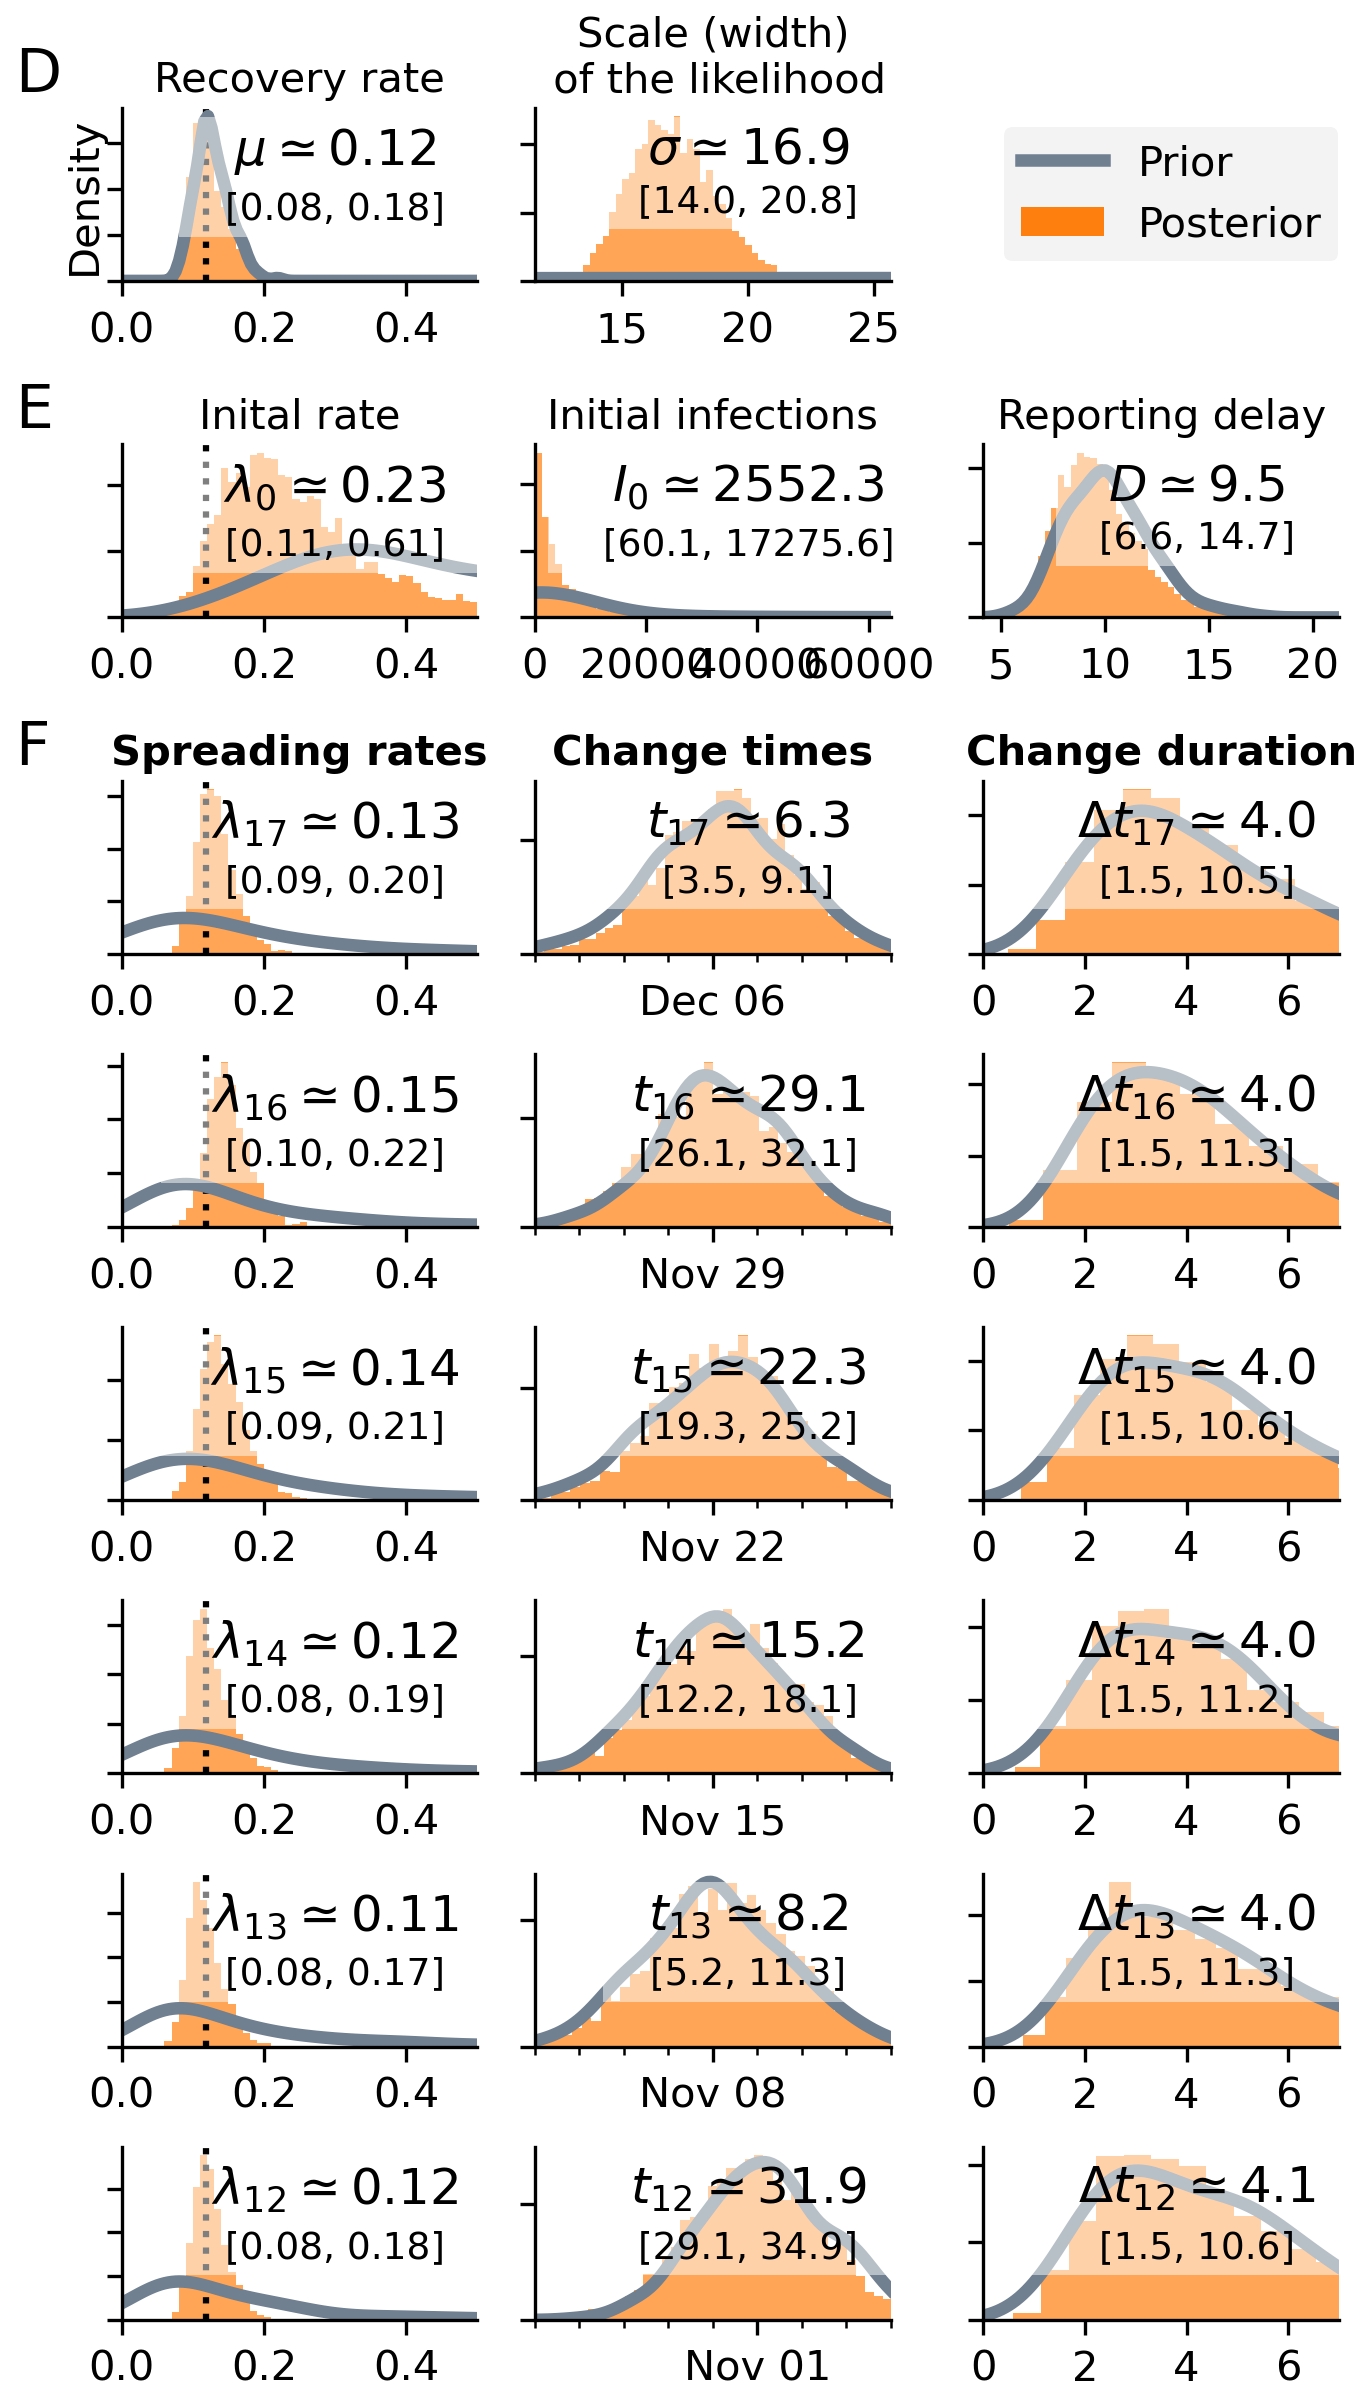 D
Recovery rate
Scale (width)
of the likelihood
Density
μ ≃ 0.12
[0.08, 0.18]
σ ≃ 16.9
[14.0, 20.8]
Prior
Posterior
0.0 0.2 0.4
15 20 25
E
Inital rate
Initial infections
Reporting delay
λ₀ ≃ 0.23
[0.11, 0.61]
I₀ ≃ 2552.3
[60.1, 17275.6]
D ≃ 9.5
[6.6, 14.7]
0.0 0.2 0.4
0 20000 40000 60000
5 10 15 20
F
Spreading rates
Change times
Change duration
λ₁₇ ≃ 0.13
[0.09, 0.20]
t₁₇ ≃ 6.3
[3.5, 9.1]
Δt₁₇ ≃ 4.0
[1.5, 10.5]
0.0 0.2 0.4
Dec 06
0 2 4 6
λ₁₆ ≃ 0.15
[0.10, 0.22]
t₁₆ ≃ 29.1
[26.1, 32.1]
Δt₁₆ ≃ 4.0
[1.5, 11.3]
0.0 0.2 0.4
Nov 29
0 2 4 6
λ₁₅ ≃ 0.14
[0.09, 0.21]
t₁₅ ≃ 22.3
[19.3, 25.2]
Δt₁₅ ≃ 4.0
[1.5, 10.6]
0.0 0.2 0.4
Nov 22
0 2 4 6
λ₁₄ ≃ 0.12
[0.08, 0.19]
t₁₄ ≃ 15.2
[12.2, 18.1]
Δt₁₄ ≃ 4.0
[1.5, 11.2]
0.0 0.2 0.4
Nov 15
0 2 4 6
λ₁₃ ≃ 0.11
[0.08, 0.17]
t₁₃ ≃ 8.2
[5.2, 11.3]
Δt₁₃ ≃ 4.0
[1.5, 11.3]
0.0 0.2 0.4
Nov 08
0 2 4 6
λ₁₂ ≃ 0.12
[0.08, 0.18]
t₁₂ ≃ 31.9
[29.1, 34.9]
Δt₁₂ ≃ 4.1
[1.5, 10.6]
0.0 0.2 0.4
Nov 01
0 2 4 6